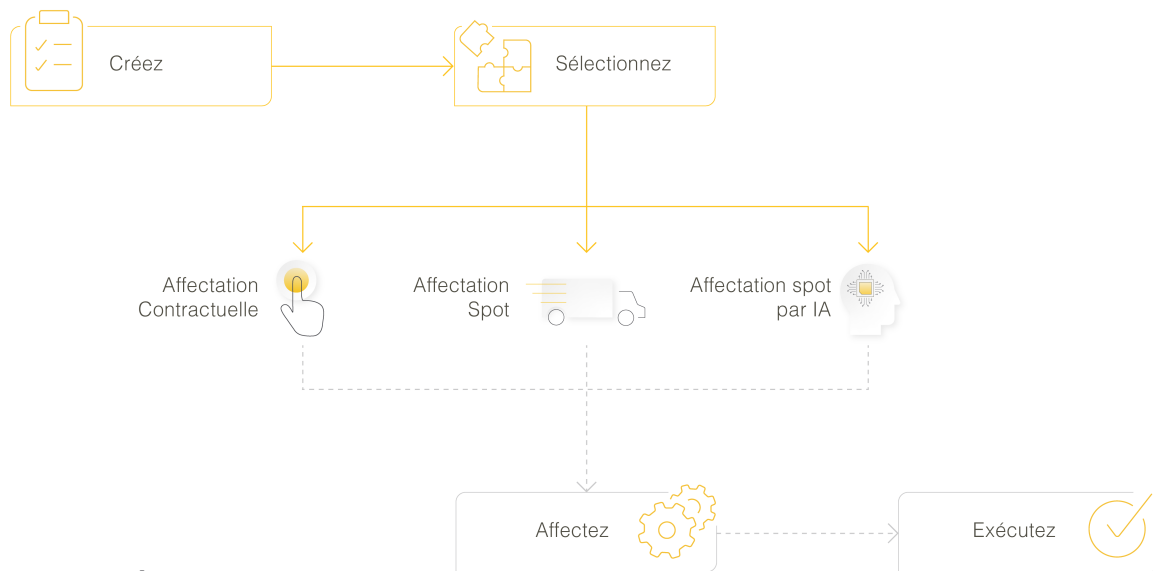 Créez
Sélectionnez
Affectation
Contractuelle
Affectation
Spot
Affectation spot
par IA
Affectez
Exécutez